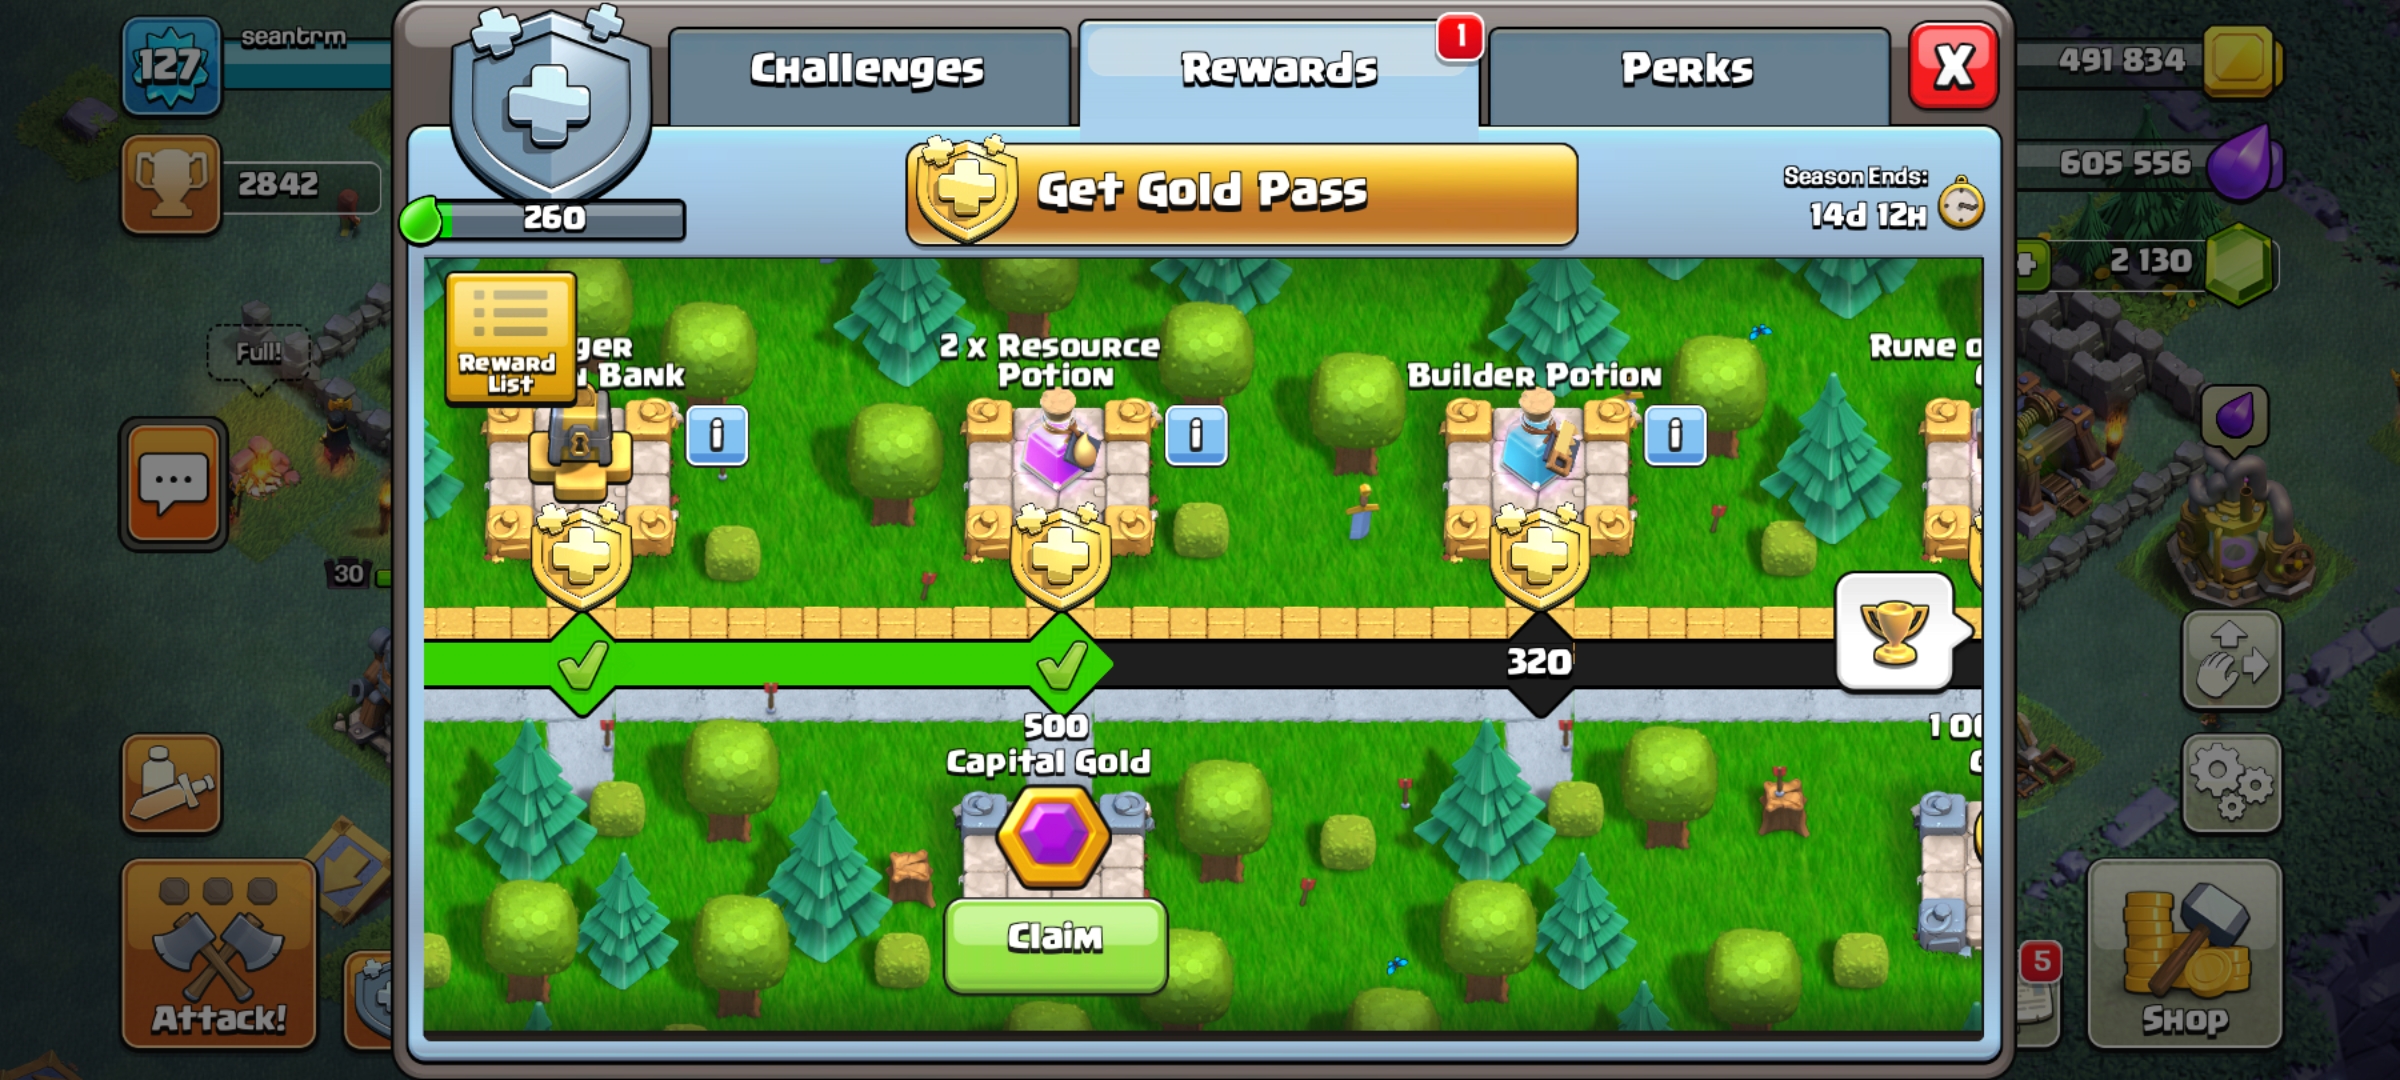 127
seantrm
2842
Challenges
Rewards
1
Perks
X
491 834
605 556
2 130
260
Get Gold Pass
Season Ends:
14d 12H
Full!
30
Reward
List
Bank
2 x Resource
Potion
Builder Potion
Rune
320
500
Capital Gold
Claim
Attack!
5
Shop